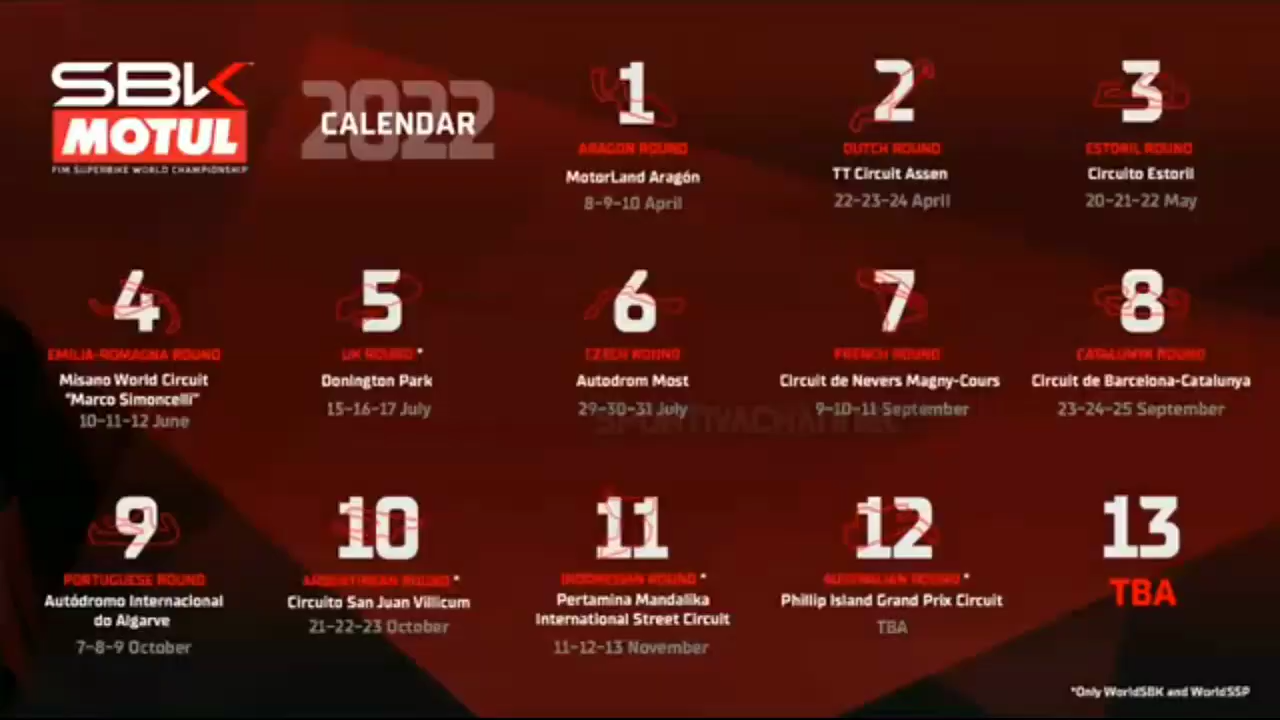 SBK
MOTUL
FIM SUPERBIKE WORLD CHAMPIONSHIP
2022
CALENDAR
1
ARAGON ROUND
MotorLand Aragón
8-9-10 April
2
DUTCH ROUND
TT Circuit Assen
22-23-24 April
3
ESTORIL ROUND
Circuito Estoril
20-21-22 May
4
EMILIA-ROMAGNA ROUND
Misano World Circuit
"Marco Simoncelli"
10-11-12 June
5
UK ROUND *
Donington Park
15-16-17 July
6
CZECH ROUND
Autodrom Most
29-30-31 July
7
FRENCH ROUND
Circuit de Nevers Magny-Cours
9-10-11 September
8
CATALUNYA ROUND
Circuit de Barcelona-Catalunya
23-24-25 September
SPORTIVACHANNEL
9
PORTUGUESE ROUND
Autódromo Internacional
do Algarve
7-8-9 October
10
ARGENTINEAN ROUND *
Circuito San Juan Villicum
21-22-23 October
11
INDONESIAN ROUND *
Pertamina Mandalika
International Street Circuit
11-12-13 November
12
AUSTRALIAN ROUND *
Phillip Island Grand Prix Circuit
TBA
13
TBA
*Only WorldSBK and WorldSSP